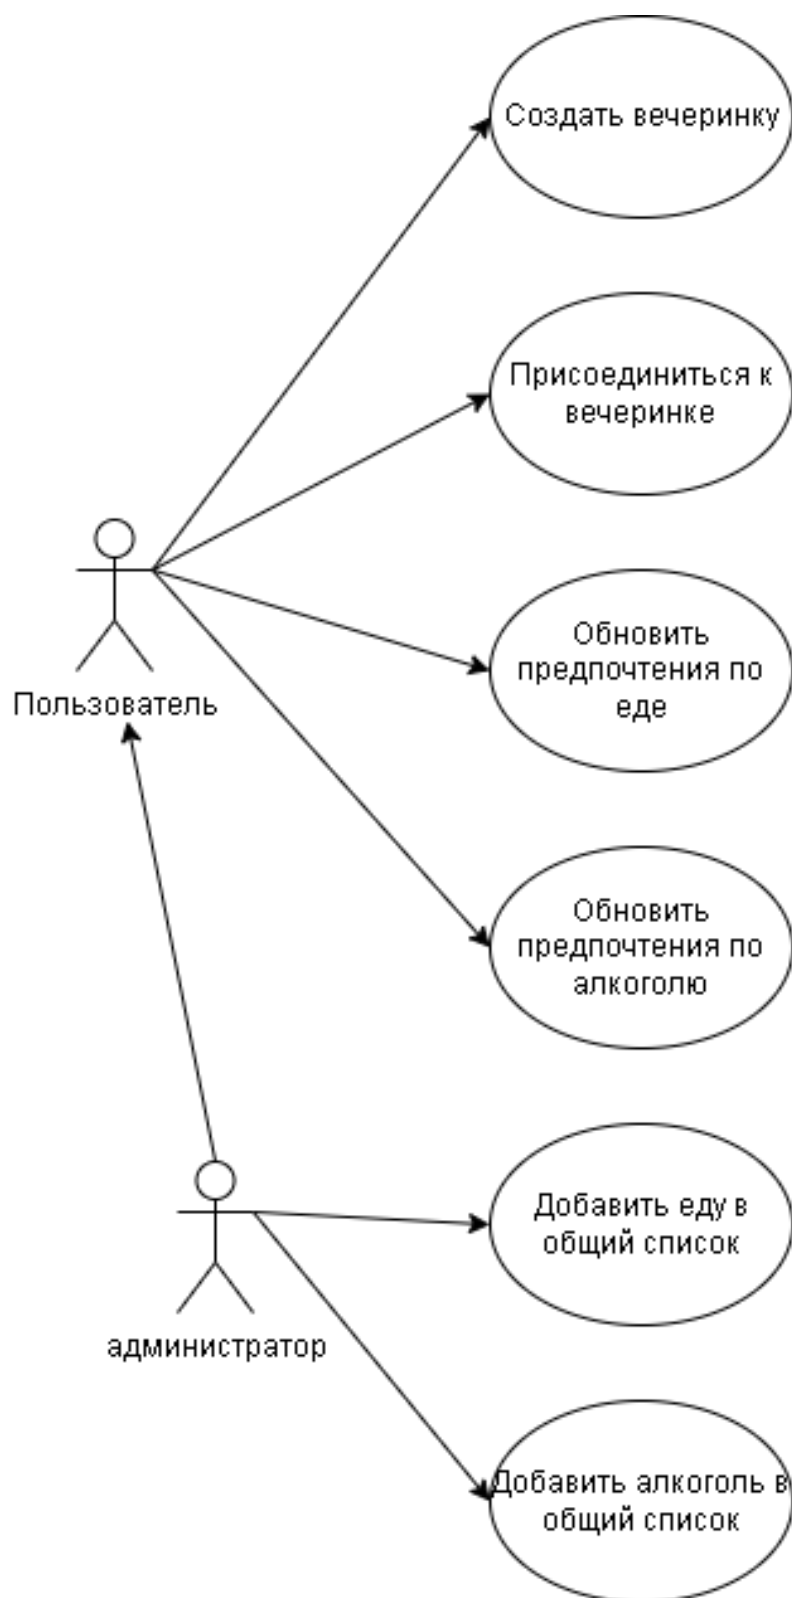 Создать вечеринку
Присоединиться к
вечеринке
Обновить
предпочтения по
еде
Пользователь
Обновить
предпочтения по
алкоголю
Добавить еду в
общий список
администратор
Добавить алкоголь в
общий список